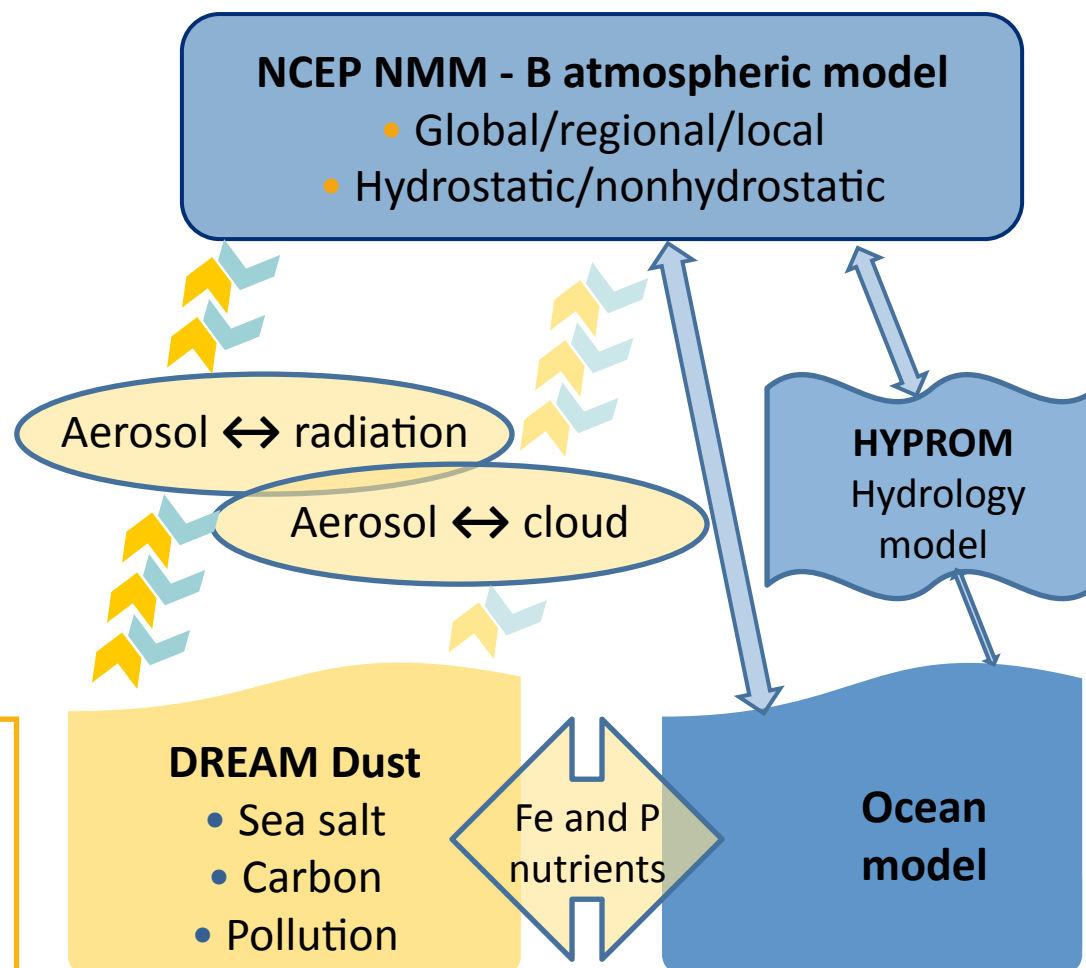 NCEP NMM - B atmospheric model
• Global/regional/local
• Hydrostatic/nonhydrostatic
Aerosol ↔ radiation
Aerosol ↔ cloud
HYPROM
Hydrology
model
DREAM Dust
• Sea salt
• Carbon
• Pollution
Fe and P
nutrients
Ocean
model